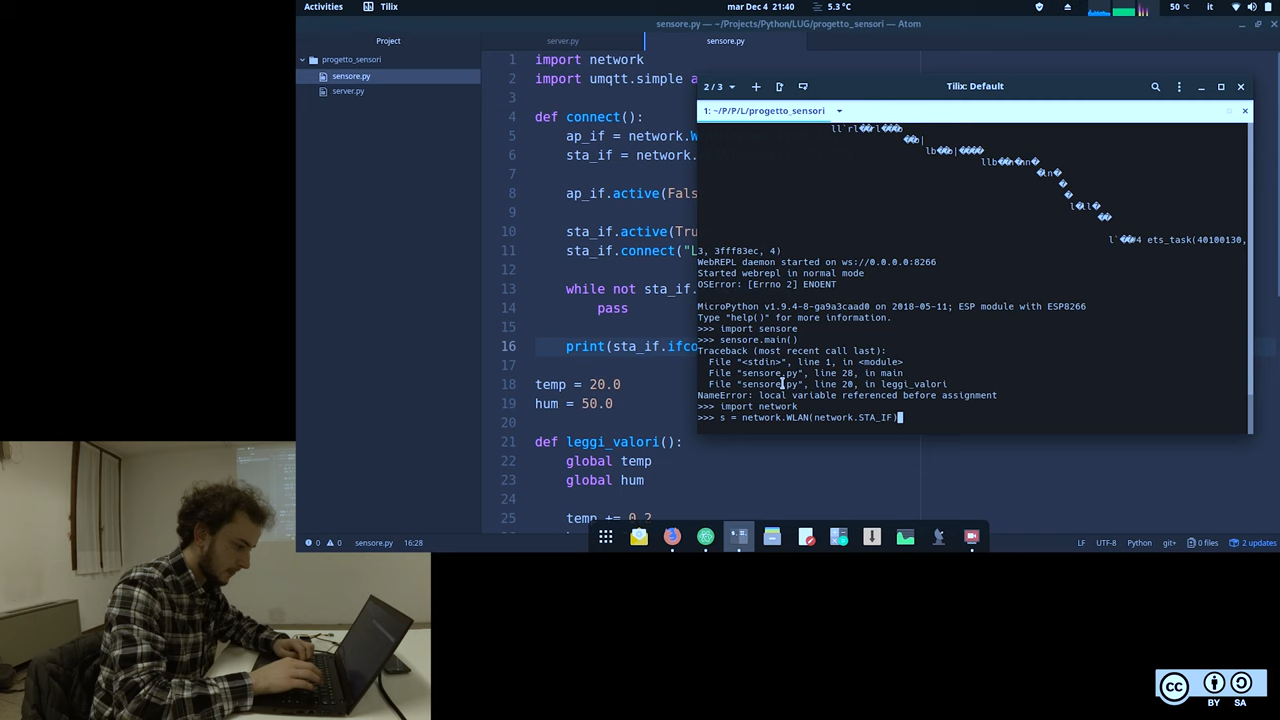 Activities
Tilix
mar Dec 4 21:40
5.3 °C
50 °C
it
sensore.py — ~/Projects/Python/LUG/progetto_sensori — Atom
Project
progetto_sensori
sensore.py
server.py
server.py
sensore.py
1 import network
2 import umqtt.simple a
3
4 def connect():
5 ap_if = network.W
6 sta_if = network.
7
8 ap_if.active(Fals
9
10 sta_if.active(Tru
11 sta_if.connect("L
12
13 while not sta_if.
14 pass
15
16 print(sta_if.ifco
17
18 temp = 20.0
19 hum = 50.0
20
21 def leggi_valori():
22 global temp
23 global hum
24
25 temp += 0.2
2 / 3
Tilix: Default
1: ~/P/P/L/progetto_sensori
ets_task(40100130,
3, 3fff83ec, 4)
WebREPL daemon started on ws://0.0.0.0:8266
Started webrepl in normal mode
OSError: [Errno 2] ENOENT
MicroPython v1.9.4-8-ga9a3caad0 on 2018-05-11; ESP module with ESP8266
Type "help()" for more information.
>>> import sensore
>>> sensore.main()
Traceback (most recent call last):
File "<stdin>", line 1, in <module>
File "sensore.py", line 28, in main
File "sensore.py", line 20, in leggi_valori
NameError: local variable referenced before assignment
>>> import network
>>> s = network.WLAN(network.STA_IF)
0
0
sensore.py
16:28
LF
UTF-8
Python
git+
0 files
2 updates
cc
BY
SA